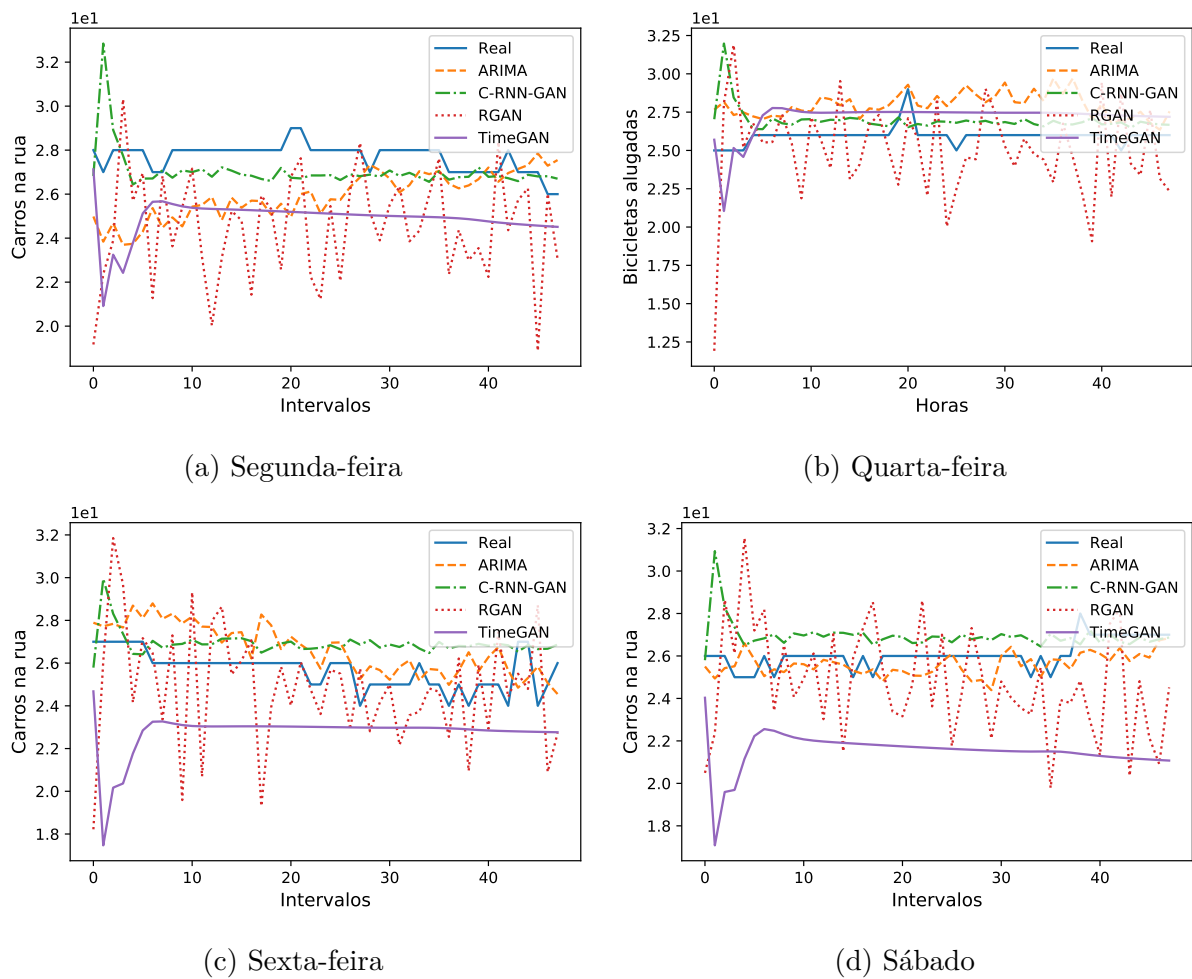 1e1
3.2
3.0
2.8
2.6
2.4
2.2
2.0
Carros na rua
0 10 20 30 40
Intervalos
Real
ARIMA
C-RNN-GAN
RGAN
TimeGAN
(a) Segunda-feira
1e1
3.25
3.00
2.75
2.50
2.25
2.00
1.75
1.50
1.25
Bicicletas alugadas
0 10 20 30 40
Horas
Real
ARIMA
C-RNN-GAN
RGAN
TimeGAN
(b) Quarta-feira
1e1
3.2
3.0
2.8
2.6
2.4
2.2
2.0
1.8
Carros na rua
0 10 20 30 40
Intervalos
Real
ARIMA
C-RNN-GAN
RGAN
TimeGAN
(c) Sexta-feira
1e1
3.2
3.0
2.8
2.6
2.4
2.2
2.0
1.8
Carros na rua
0 10 20 30 40
Intervalos
Real
ARIMA
C-RNN-GAN
RGAN
TimeGAN
(d) Sábado